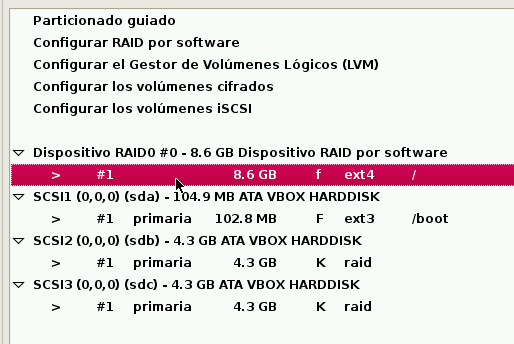 Particionado guiado
Configurar RAID por software
Configurar el Gestor de Volúmenes Lógicos (LVM)
Configurar los volúmenes cifrados
Configurar los volúmenes iSCSI
Dispositivo RAID0 #0 - 8.6 GB Dispositivo RAID por software
> #1 8.6 GB f ext4 /
SCSI1 (0,0,0) (sda) - 104.9 MB ATA VBOX HARDDISK
> #1 primaria 102.8 MB F ext3 /boot
SCSI2 (0,0,0) (sdb) - 4.3 GB ATA VBOX HARDDISK
> #1 primaria 4.3 GB K raid
SCSI3 (0,0,0) (sdc) - 4.3 GB ATA VBOX HARDDISK
> #1 primaria 4.3 GB K raid